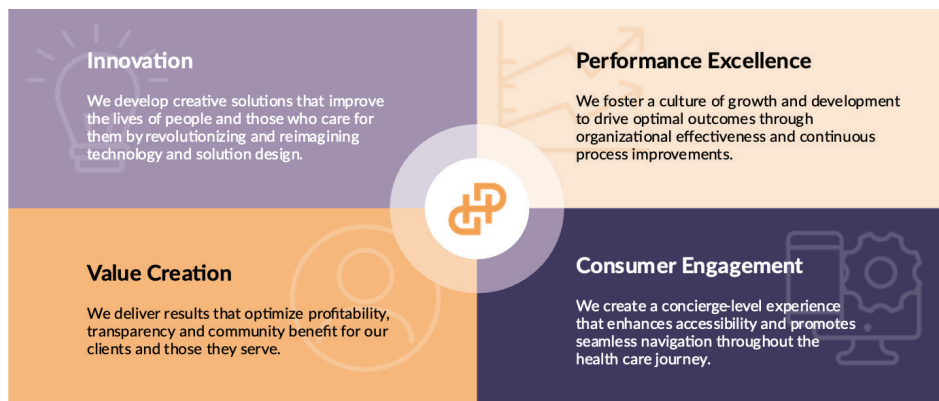 Innovation
We develop creative solutions that improve
the lives of people and those who care for
them by revolutionizing and reimagining
technology and solution design.
Performance Excellence
We foster a culture of growth and development
to drive optimal outcomes through
organizational effectiveness and continuous
process improvements.
Value Creation
We deliver results that optimize profitability,
transparency and community benefit for our
clients and those they serve.
Consumer Engagement
We create a concierge-level experience
that enhances accessibility and promotes
seamless navigation throughout the
health care journey.